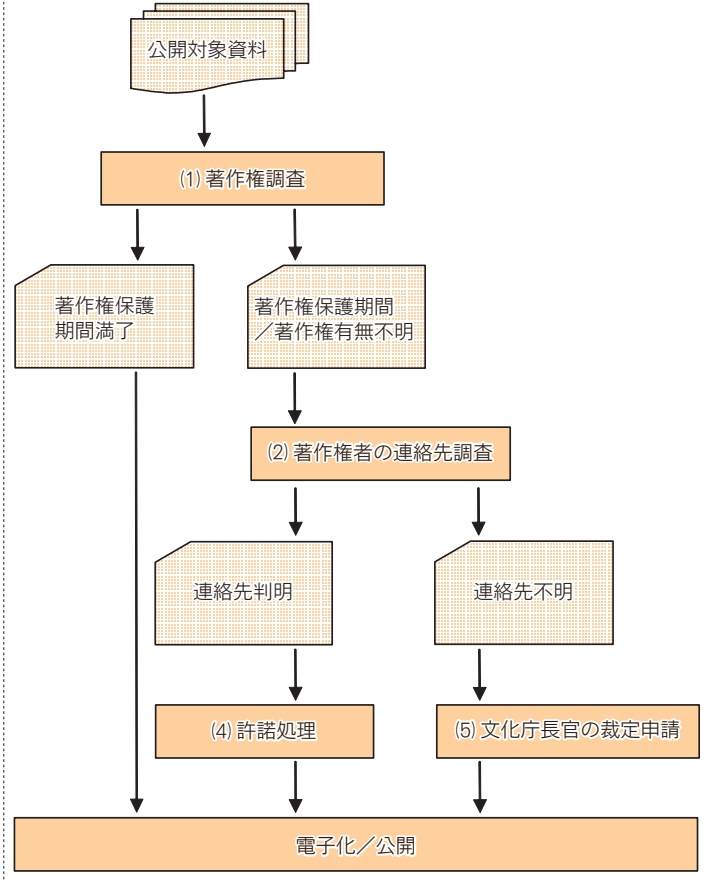 公開対象資料
(1) 著作権調査
著作権保護
期間満了
著作権保護期間
／著作権有無不明
(2) 著作権者の連絡先調査
連絡先判明
連絡先不明
(4) 許諾処理
(5) 文化庁長官の裁定申請
電子化／公開